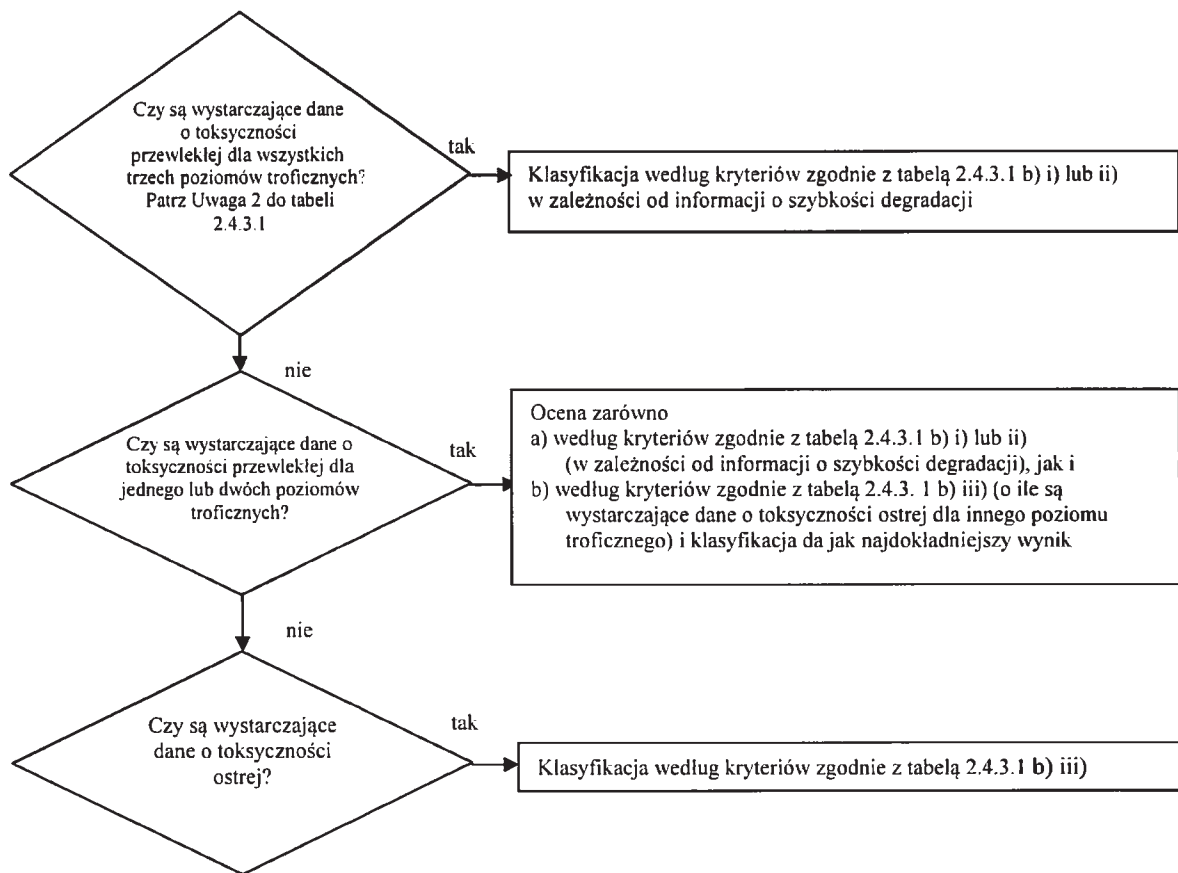 Czy są wystarczające dane
o toksyczności
przewlekłej dla wszystkich
trzech poziomów troficznych?
Patrz Uwaga 2 do tabeli
2.4.3.1
tak
Klasyfikacja według kryteriów zgodnie z tabelą 2.4.3.1 b) i) lub ii)
w zależności od informacji o szybkości degradacji
nie
Czy są wystarczające dane o
toksyczności przewlekłej dla
jednego lub dwóch poziomów
troficznych?
tak
Ocena zarówno
a) według kryteriów zgodnie z tabelą 2.4.3.1 b) i) lub ii)
(w zależności od informacji o szybkości degradacji), jak i
b) według kryteriów zgodnie z tabelą 2.4.3. 1 b) iii) (o ile są
wystarczające dane o toksyczności ostrej dla innego poziomu
troficznego) i klasyfikacja da jak najdokładniejszy wynik
nie
Czy są wystarczające
dane o toksyczności
ostrej?
tak
Klasyfikacja według kryteriów zgodnie z tabelą 2.4.3.1 b) iii)